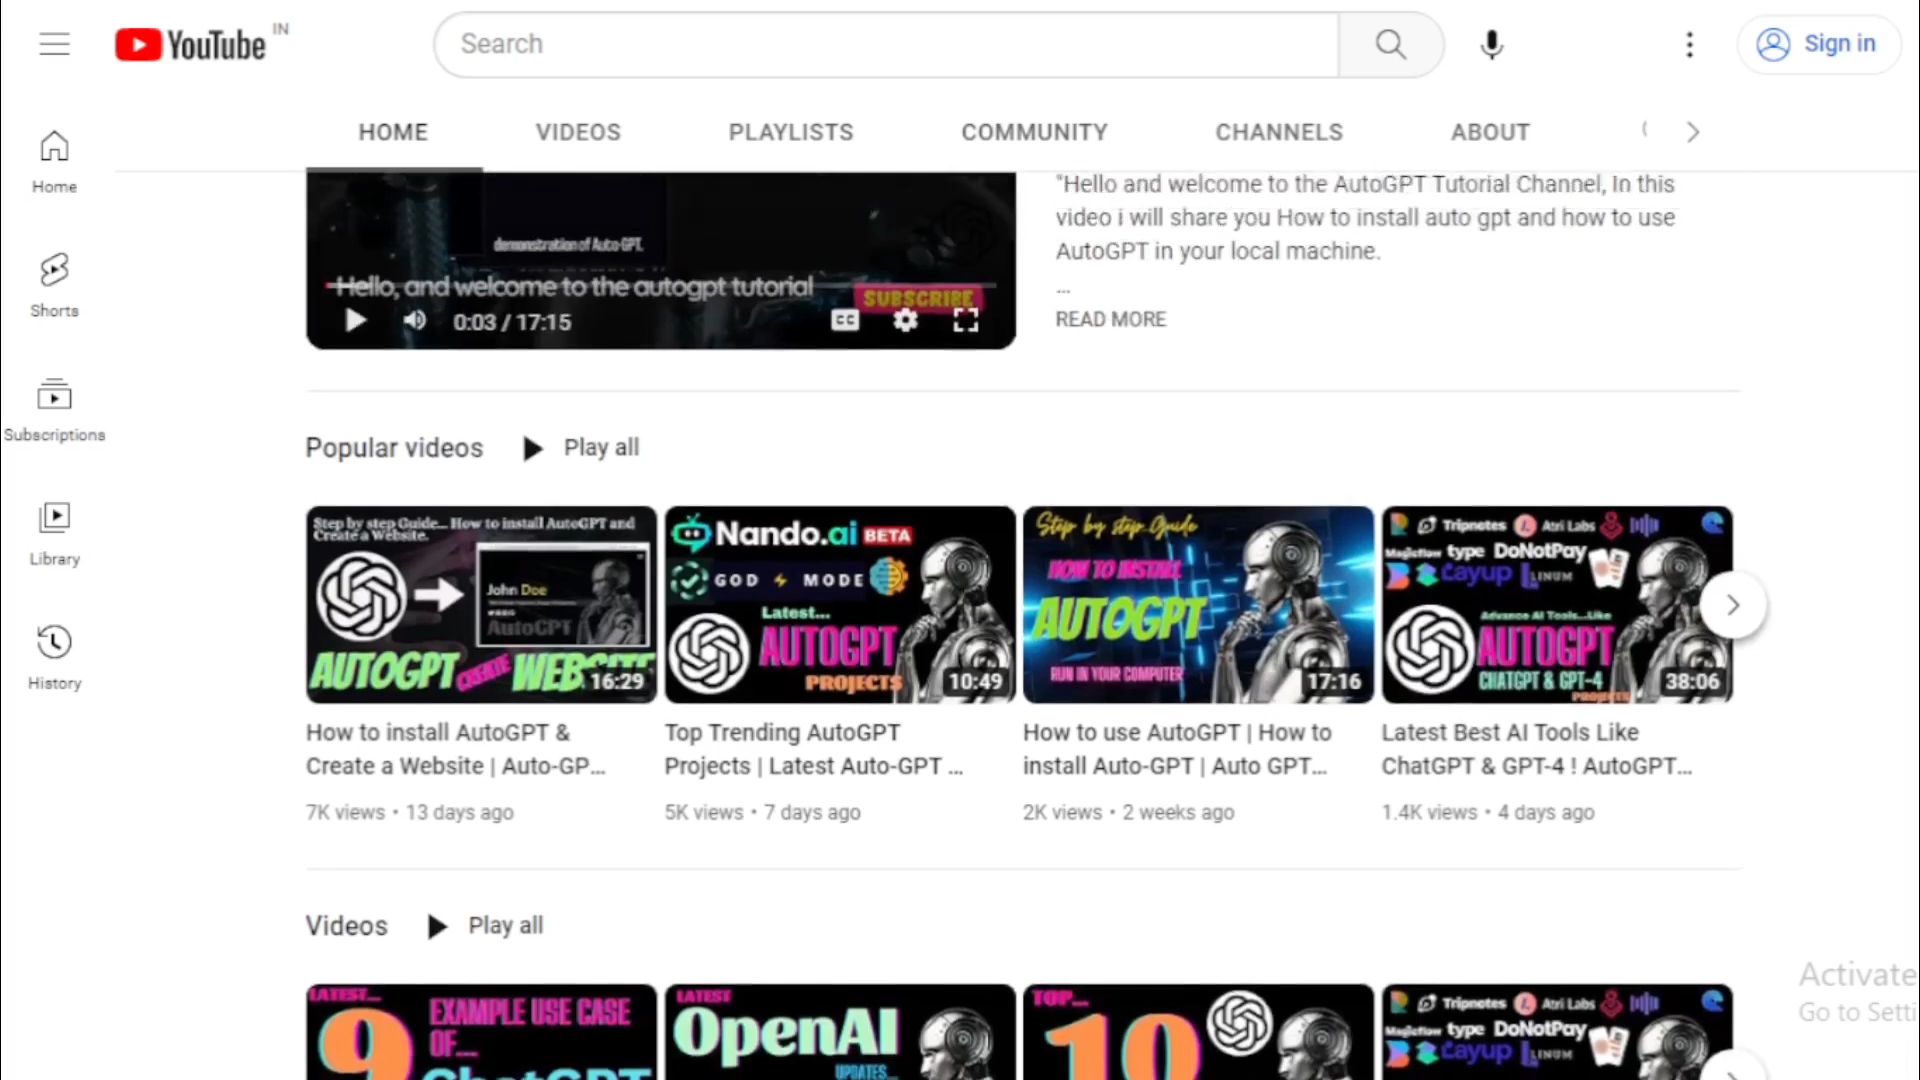 YouTube IN
Search
Sign in
HOME
VIDEOS
PLAYLISTS
COMMUNITY
CHANNELS
ABOUT
Home
Shorts
Subscriptions
Library
History
demonstration of Auto-GPT.
Hello, and welcome to the autogpt tutorial
SUBSCRIBE
0:03 / 17:15
CC
"Hello and welcome to the AutoGPT Tutorial Channel, In this
video i will share you How to install auto gpt and how to use
AutoGPT in your local machine.
...
READ MORE
Popular videos
Play all
Step by step Guide... How to install AutoGPT and
Create a Website.
John Doe
AutoGPT
AUTOGPT CREATE WEBSITE
16:29
How to install AutoGPT &
Create a Website | Auto-GP...
7K views • 13 days ago
Nando.ai BETA
GOD MODE
Latest...
AUTOGPT
PROJECTS
10:49
Top Trending AutoGPT
Projects | Latest Auto-GPT ...
5K views • 7 days ago
Step by step Guide
HOW TO INSTALL
AUTOGPT
RUN IN YOUR COMPUTER
17:16
How to use AutoGPT | How to
install Auto-GPT | Auto GPT...
2K views • 2 weeks ago
Tripnotes Atri Labs
Magicflow type DoNotPay
Layup LINUM
Advance AI Tools...Like
AUTOGPT
CHATGPT & GPT-4
PROJECTS
38:06
Latest Best AI Tools Like
ChatGPT & GPT-4 ! AutoGPT...
1.4K views • 4 days ago
Videos
Play all
LATEST...
9 EXAMPLE USE CASE
OF...
ChatGPT
LATEST
OpenAI
UPDATES...
TOP...
10
Tripnotes Atri Labs
Magicflow type DoNotPay
Layup LINUM
Activate
Go to Setti